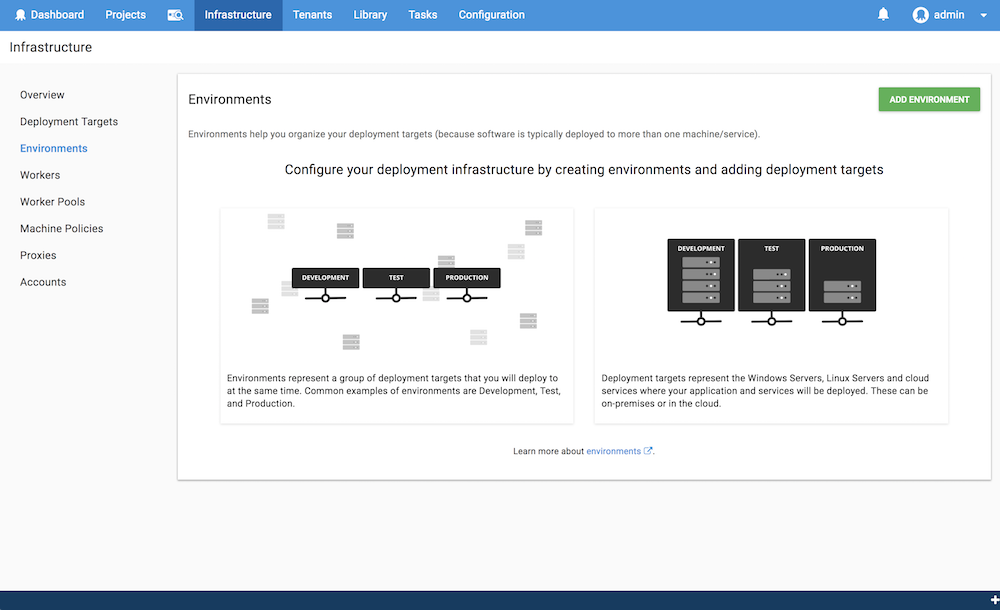 Dashboard Projects Infrastructure Tenants Library Tasks Configuration admin
Infrastructure
Overview
Deployment Targets
Environments
Workers
Worker Pools
Machine Policies
Proxies
Accounts
Environments
ADD ENVIRONMENT
Environments help you organize your deployment targets (because software is typically deployed to more than one machine/service).
Configure your deployment infrastructure by creating environments and adding deployment targets
DEVELOPMENT TEST PRODUCTION
Environments represent a group of deployment targets that you will deploy to
at the same time. Common examples of environments are Development, Test,
and Production.
DEVELOPMENT TEST PRODUCTION
Deployment targets represent the Windows Servers, Linux Servers and cloud
services where your application and services will be deployed. These can be
on-premises or in the cloud.
Learn more about environments.